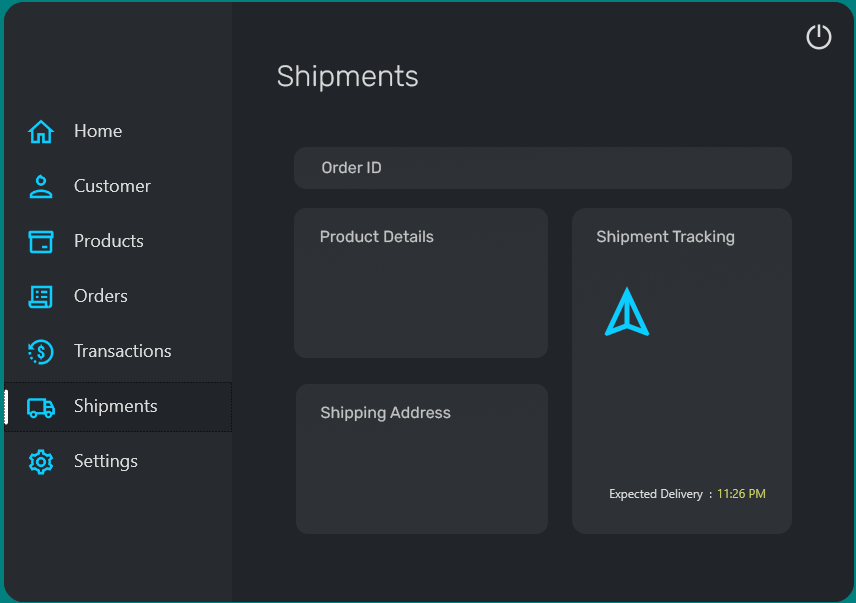 Shipments
Home
Customer
Products
Orders
Transactions
Shipments
Settings
Order ID
Product Details
Shipment Tracking
Shipping Address
Expected Delivery : 11:26 PM